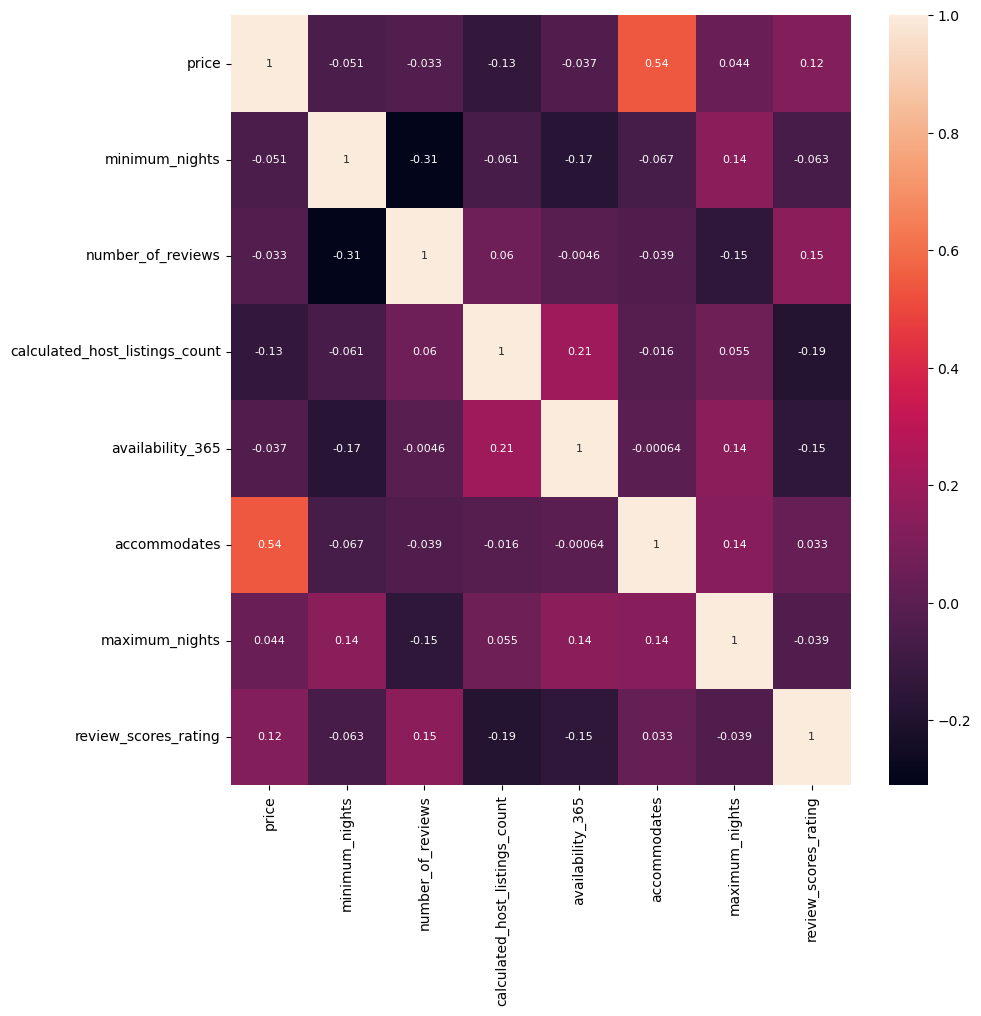 price 1 -0.051 -0.033 -0.13 -0.037 0.54 0.044 0.12
minimum_nights -0.051 1 -0.31 -0.061 -0.17 -0.067 0.14 -0.063
number_of_reviews -0.033 -0.31 1 0.06 -0.0046 -0.039 -0.15 0.15
calculated_host_listings_count -0.13 -0.061 0.06 1 0.21 -0.016 0.055 -0.19
availability_365 -0.037 -0.17 -0.0046 0.21 1 -0.00064 0.14 -0.15
accommodates 0.54 -0.067 -0.039 -0.016 -0.00064 1 0.14 0.033
maximum_nights 0.044 0.14 -0.15 0.055 0.14 0.14 1 -0.039
review_scores_rating 0.12 -0.063 0.15 -0.19 -0.15 0.033 -0.039 1
price
minimum_nights
number_of_reviews
calculated_host_listings_count
availability_365
accommodates
maximum_nights
review_scores_rating
1.0
0.8
0.6
0.4
0.2
0.0
−0.2